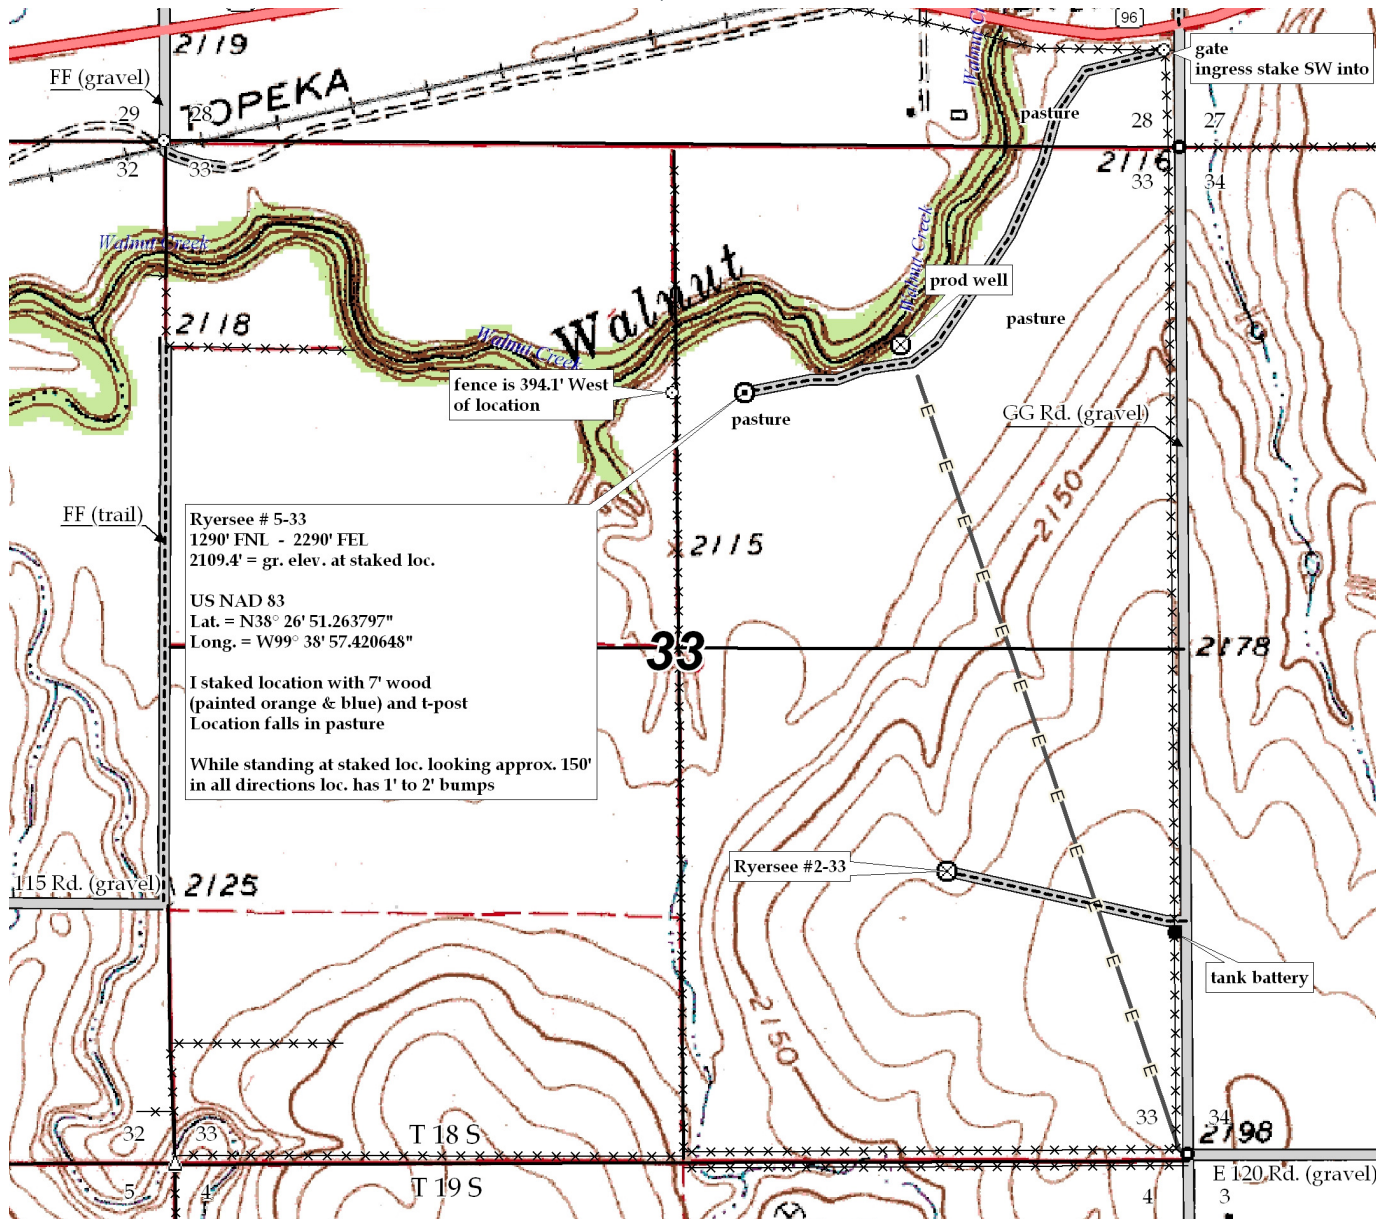 96
2119
gate
ingress stake SW into
FF (gravel)
TOPEKA
Walnut C
pasture
29
28
28
27
32
33
2116
33
34
Walnut Creek
Walnut Creek
Walnut
prod well
2118
pasture
Walnut Creek
fence is 394.1' West
of location
pasture
GG Rd. (gravel)
2150
FF (trail)
Ryersee # 5-33
1290' FNL - 2290' FEL
2109.4' = gr. elev. at staked loc.
US NAD 83
Lat. = N38° 26' 51.263797"
Long. = W99° 38' 57.420648"
I staked location with 7' wood
(painted orange & blue) and t-post
Location falls in pasture
While standing at staked loc. looking approx. 150'
in all directions loc. has 1' to 2' bumps
2115
E
E
E
E
33
2178
E
E
E
E
Ryersee #2-33
115 Rd. (gravel)
2125
E
E
tank battery
2150
E
32
33
T 18 S
33
34
2198
5
4
T 19 S
E 120 Rd. (gravel)
4
3